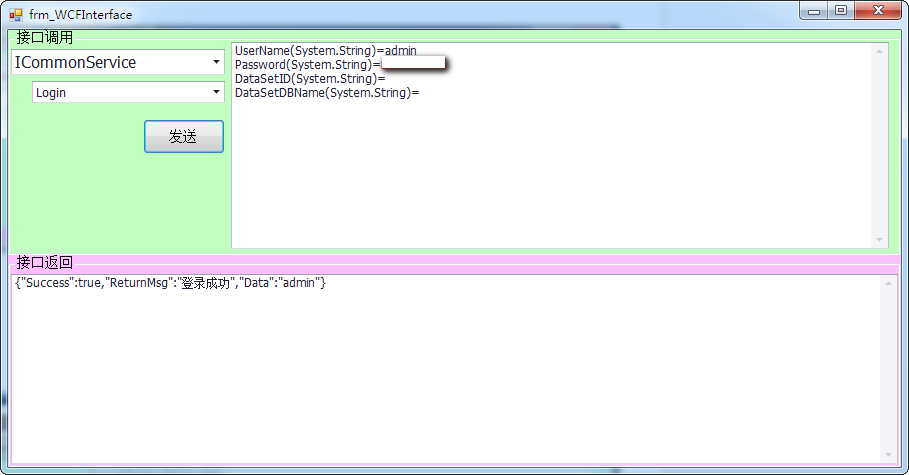 frm_WCFInterface
接口调用
ICommonService
Login
发送
UserName(System.String)=admin
Password(System.String)=
DataSetID(System.String)=
DataSetDBName(System.String)=
接口返回
{"Success":true,"ReturnMsg":"登录成功","Data":"admin"}